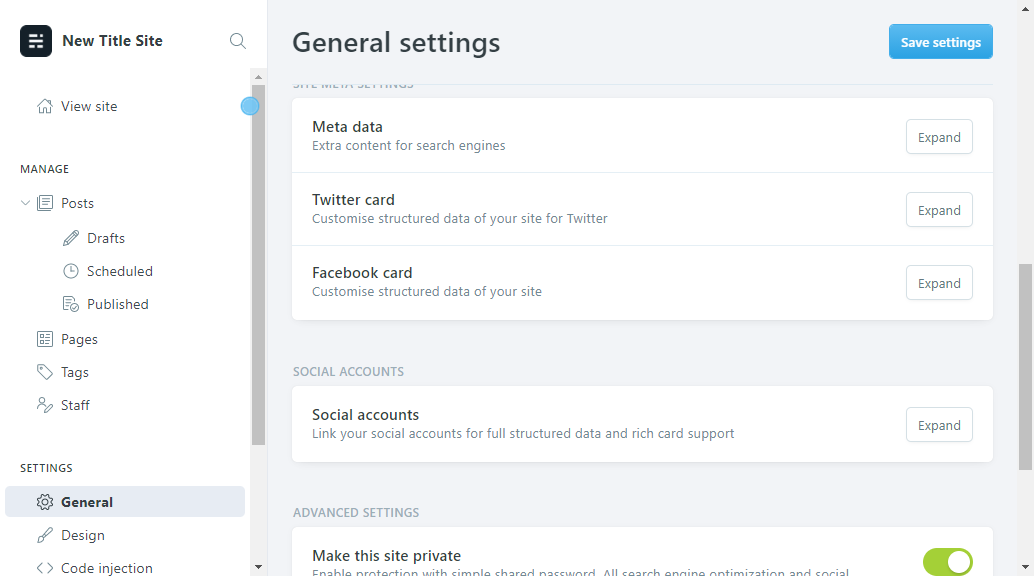 New Title Site
General settings
Save settings
View site
MANAGE
Posts
Drafts
Scheduled
Published
Pages
Tags
Staff
SETTINGS
General
Design
Code injection
SITE META SETTINGS
Meta data
Extra content for search engines
Expand
Twitter card
Customise structured data of your site for Twitter
Expand
Facebook card
Customise structured data of your site
Expand
SOCIAL ACCOUNTS
Social accounts
Link your social accounts for full structured data and rich card support
Expand
ADVANCED SETTINGS
Make this site private
Enable protection with simple shared password. All search engine optimization and social